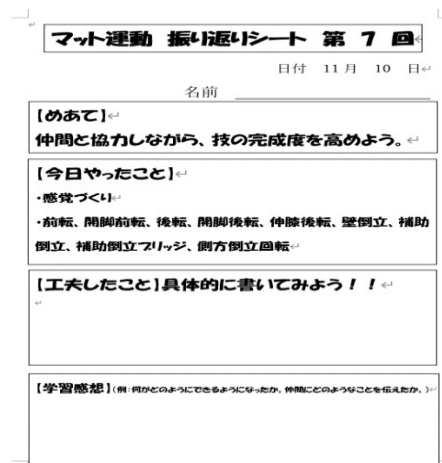 マット運動 振り返りシート 第 7 回
日付 11月 10 日
名前
【めあて】
仲間と協力しながら、技の完成度を高めよう。
【今日やったこと】
・感覚づくり
・前転、開脚前転、後転、開脚後転、伸膝後転、壁倒立、補助
倒立、補助倒立ブリッジ、側方倒立回転
【工夫したこと】具体的に書いてみよう！！
【学習感想】(例：何がどのようにできるようになったか、仲間にどのようなことを伝えたか。)